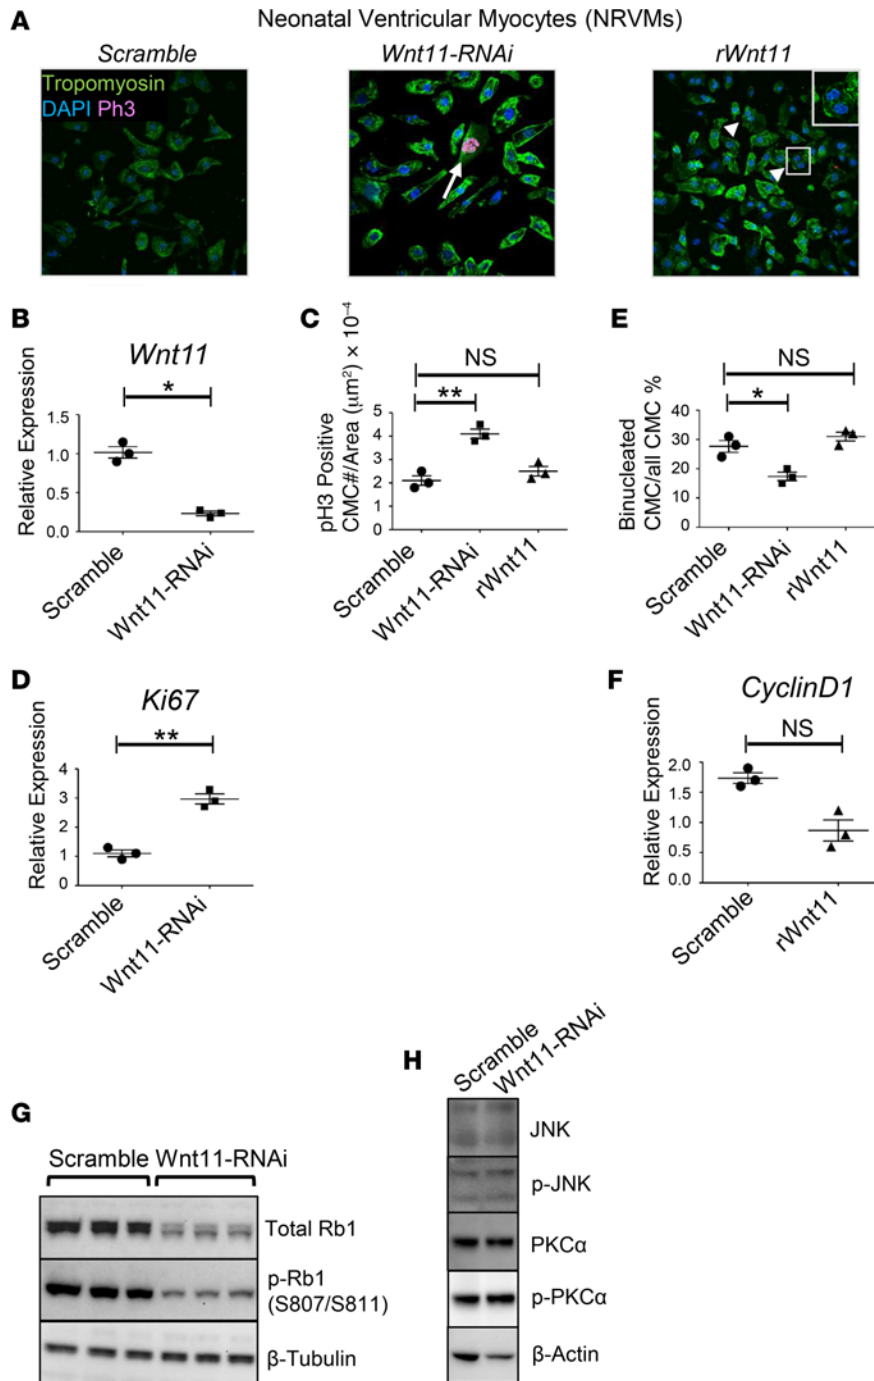 A
Neonatal Ventricular Myocytes (NRVMs)
Scramble
Wnt11-RNAi
rWnt11
Tropomyosin
DAPI Ph3
B
Wnt11
*
Relative Expression
1.5
1.0
0.5
0.0
Scramble
Wnt11-RNAi
C
NS
**
pH3 Positive
CMC#/Area (μm²) × 10⁻⁴
5
4
3
2
1
0
Scramble
Wnt11-RNAi
rWnt11
E
NS
*
Binucleated
CMC/all CMC %
40
30
20
10
0
Scramble
Wnt11-RNAi
rWnt11
D
Ki67
**
Relative Expression
4
3
2
1
0
Scramble
Wnt11-RNAi
F
CyclinD1
NS
Relative Expression
2.0
1.5
1.0
0.5
0.0
Scramble
rWnt11
G
Scramble Wnt11-RNAi
Total Rb1
p-Rb1
(S807/S811)
β-Tubulin
H
Scramble
Wnt11-RNAi
JNK
p-JNK
PKCα
p-PKCα
β-Actin